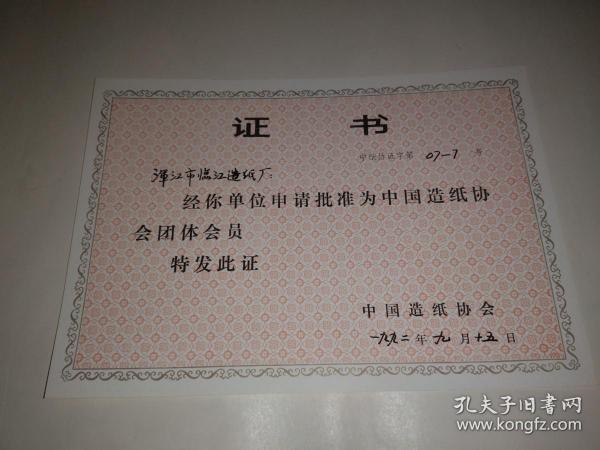 证 书
中纸协证字第 07—7 号
浑江市临江造纸厂：
经你单位申请批准为中国造纸协
会团体会员
特发此证
中国造纸协会
一九九二年九月十五日
孔夫子旧书网
www.kongfz.com